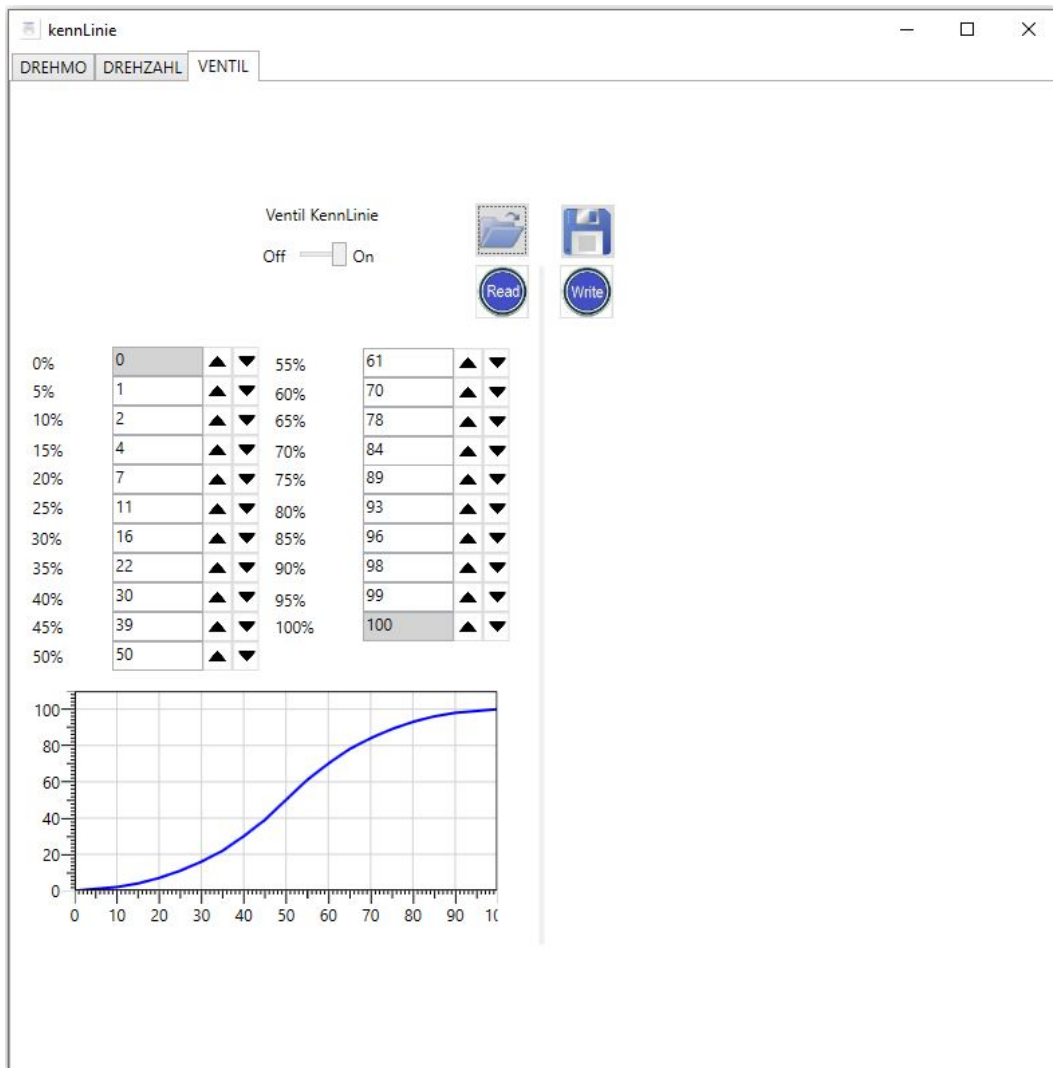 kennLinie
DREHMO DREHZAHL VENTIL
Ventil KennLinie
Off On
Read Write
0% 0 55% 61
5% 1 60% 70
10% 2 65% 78
15% 4 70% 84
20% 7 75% 89
25% 11 80% 93
30% 16 85% 96
35% 22 90% 98
40% 30 95% 99
45% 39 100% 100
50% 50
100
80
60
40
20
0
0 10 20 30 40 50 60 70 80 90 10